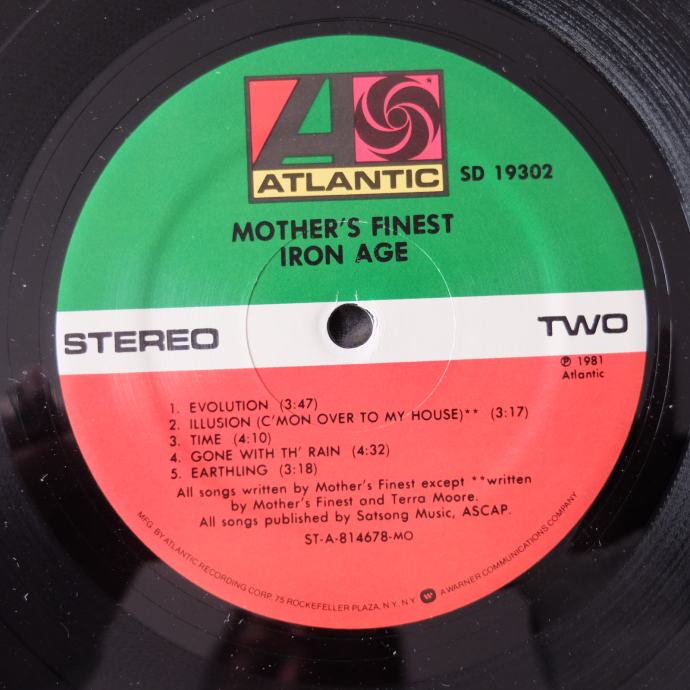 ATLANTIC
SD 19302
MOTHER'S FINEST
IRON AGE
STEREO
TWO
℗ 1981
Atlantic
1. EVOLUTION (3:47)
2. ILLUSION (C'MON OVER TO MY HOUSE)** (3:17)
3. TIME (4:10)
4. GONE WITH TH' RAIN (4:32)
5. EARTHLING (3:18)
All songs written by Mother's Finest except **written
by Mother's Finest and Terra Moore.
All songs published by Satsong Music, ASCAP.
ST-A-814678-MO
MFG. BY ATLANTIC RECORDING CORP. 75 ROCKEFELLER PLAZA, N.Y. N.Y. A WARNER COMMUNICATIONS COMPANY